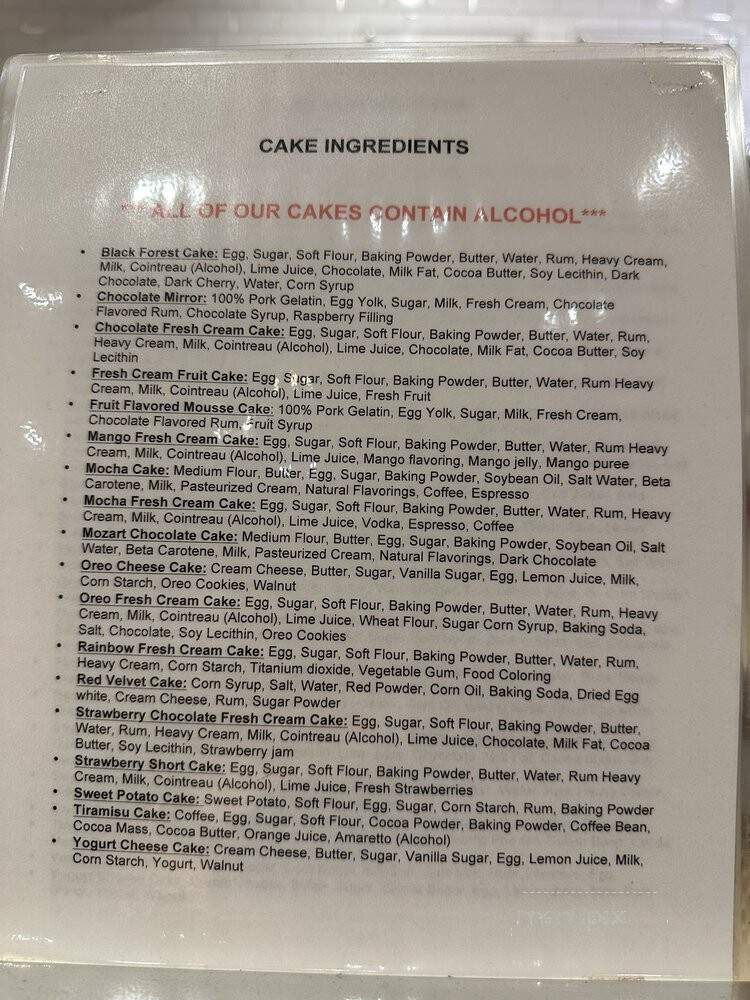 CAKE INGREDIENTS
ALL OF OUR CAKES CONTAIN ALCOHOL***
• Black Forest Cake: Egg, Sugar, Soft Flour, Baking Powder, Butter, Water, Rum, Heavy Cream,
Milk, Cointreau (Alcohol), Lime Juice, Chocolate, Milk Fat, Cocoa Butter, Soy Lecithin, Dark
Chocolate, Dark Cherry, Water, Corn Syrup
• Chocolate Mirror: 100% Pork Gelatin, Egg Yolk, Sugar, Milk, Fresh Cream, Chocolate
Flavored Rum, Chocolate Syrup, Raspberry Filling
• Chocolate Fresh Cream Cake: Egg, Sugar, Soft Flour, Baking Powder, Butter, Water, Rum,
Heavy Cream, Milk, Cointreau (Alcohol), Lime Juice, Chocolate, Milk Fat, Cocoa Butter, Soy
Lecithin
• Fresh Cream Fruit Cake: Egg, Sugar, Soft Flour, Baking Powder, Butter, Water, Rum Heavy
Cream, Milk, Cointreau (Alcohol), Lime Juice, Fresh Fruit
• Fruit Flavored Mousse Cake: 100% Pork Gelatin, Egg Yolk, Sugar, Milk, Fresh Cream,
Chocolate Flavored Rum, Fruit Syrup
• Mango Fresh Cream Cake: Egg, Sugar, Soft Flour, Baking Powder, Butter, Water, Rum Heavy
Cream, Milk, Cointreau (Alcohol), Lime Juice, Mango flavoring, Mango jelly, Mango puree
• Mocha Cake: Medium Flour, Butter, Egg, Sugar, Baking Powder, Soybean Oil, Salt Water, Beta
Carotene, Milk, Pasteurized Cream, Natural Flavorings, Coffee, Espresso
• Mocha Fresh Cream Cake: Egg, Sugar, Soft Flour, Baking Powder, Butter, Water, Rum, Heavy
Cream, Milk, Cointreau (Alcohol), Lime Juice, Vodka, Espresso, Coffee
• Mozart Chocolate Cake: Medium Flour, Butter, Egg, Sugar, Baking Powder, Soybean Oil, Salt
Water, Beta Carotene, Milk, Pasteurized Cream, Natural Flavorings, Dark Chocolate
• Oreo Cheese Cake: Cream Cheese, Butter, Sugar, Vanilla Sugar, Egg, Lemon Juice, Milk,
Corn Starch, Oreo Cookies, Walnut
• Oreo Fresh Cream Cake: Egg, Sugar, Soft Flour, Baking Powder, Butter, Water, Rum, Heavy
Cream, Milk, Cointreau (Alcohol), Lime Juice, Wheat Flour, Sugar Corn Syrup, Baking Soda,
Salt, Chocolate, Soy Lecithin, Oreo Cookies
• Rainbow Fresh Cream Cake: Egg, Sugar, Soft Flour, Baking Powder, Butter, Water, Rum,
Heavy Cream, Corn Starch, Titanium dioxide, Vegetable Gum, Food Coloring
• Red Velvet Cake: Corn Syrup, Salt, Water, Red Powder, Corn Oil, Baking Soda, Dried Egg
white, Cream Cheese, Rum, Sugar Powder
• Strawberry Chocolate Fresh Cream Cake: Egg, Sugar, Soft Flour, Baking Powder, Butter,
Water, Rum, Heavy Cream, Milk, Cointreau (Alcohol), Lime Juice, Chocolate, Milk Fat, Cocoa
Butter, Soy Lecithin, Strawberry jam
• Strawberry Short Cake: Egg, Sugar, Soft Flour, Baking Powder, Butter, Water, Rum Heavy
Cream, Milk, Cointreau (Alcohol), Lime Juice, Fresh Strawberries
• Sweet Potato Cake: Sweet Potato, Soft Flour, Egg, Sugar, Corn Starch, Rum, Baking Powder
• Tiramisu Cake: Coffee, Egg, Sugar, Soft Flour, Cocoa Powder, Baking Powder, Coffee Bean,
Cocoa Mass, Cocoa Butter, Orange Juice, Amaretto (Alcohol)
• Yogurt Cheese Cake: Cream Cheese, Butter, Sugar, Vanilla Sugar, Egg, Lemon Juice, Milk,
Corn Starch, Yogurt, Walnut